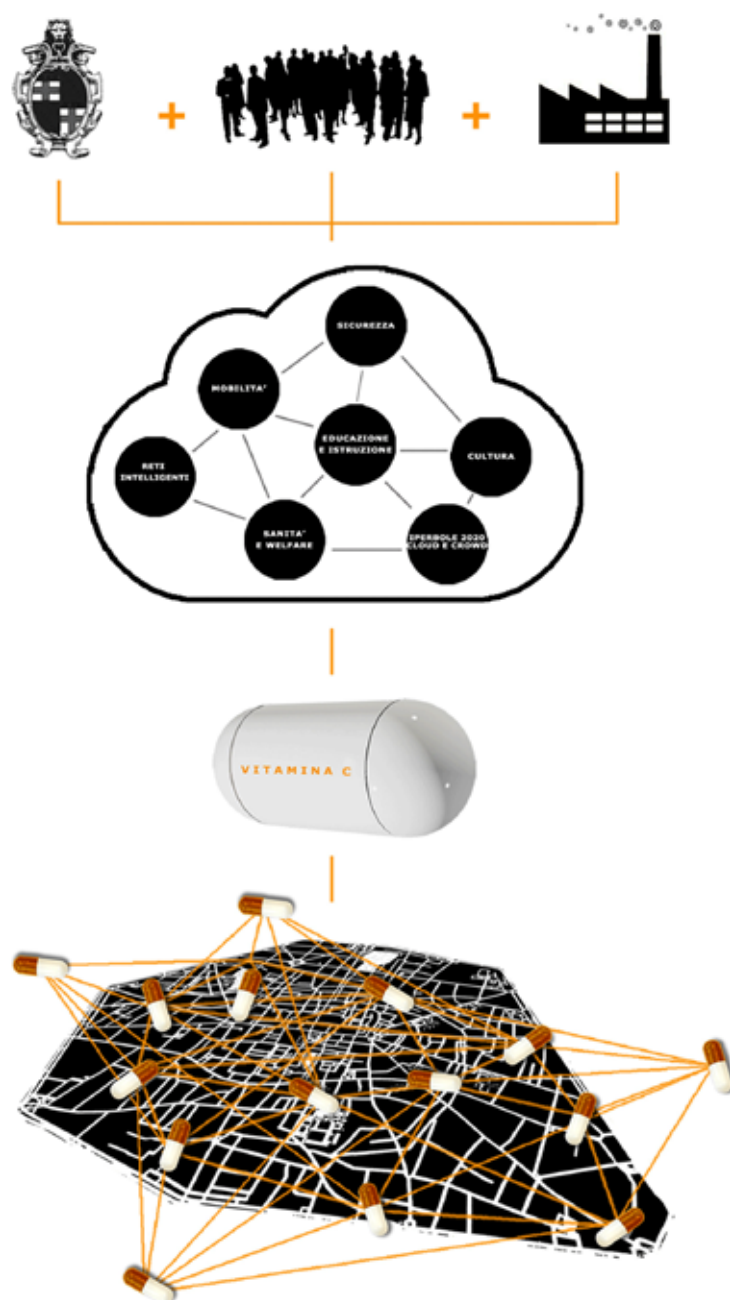 SICUREZZA
MOBILITA'
EDUCAZIONE
E ISTRUZIONE
CULTURA
RETI
INTELLIGENTI
SANITA'
E WELFARE
IPERBOLE 2020
CLOUD E CROWD
VITAMINA C